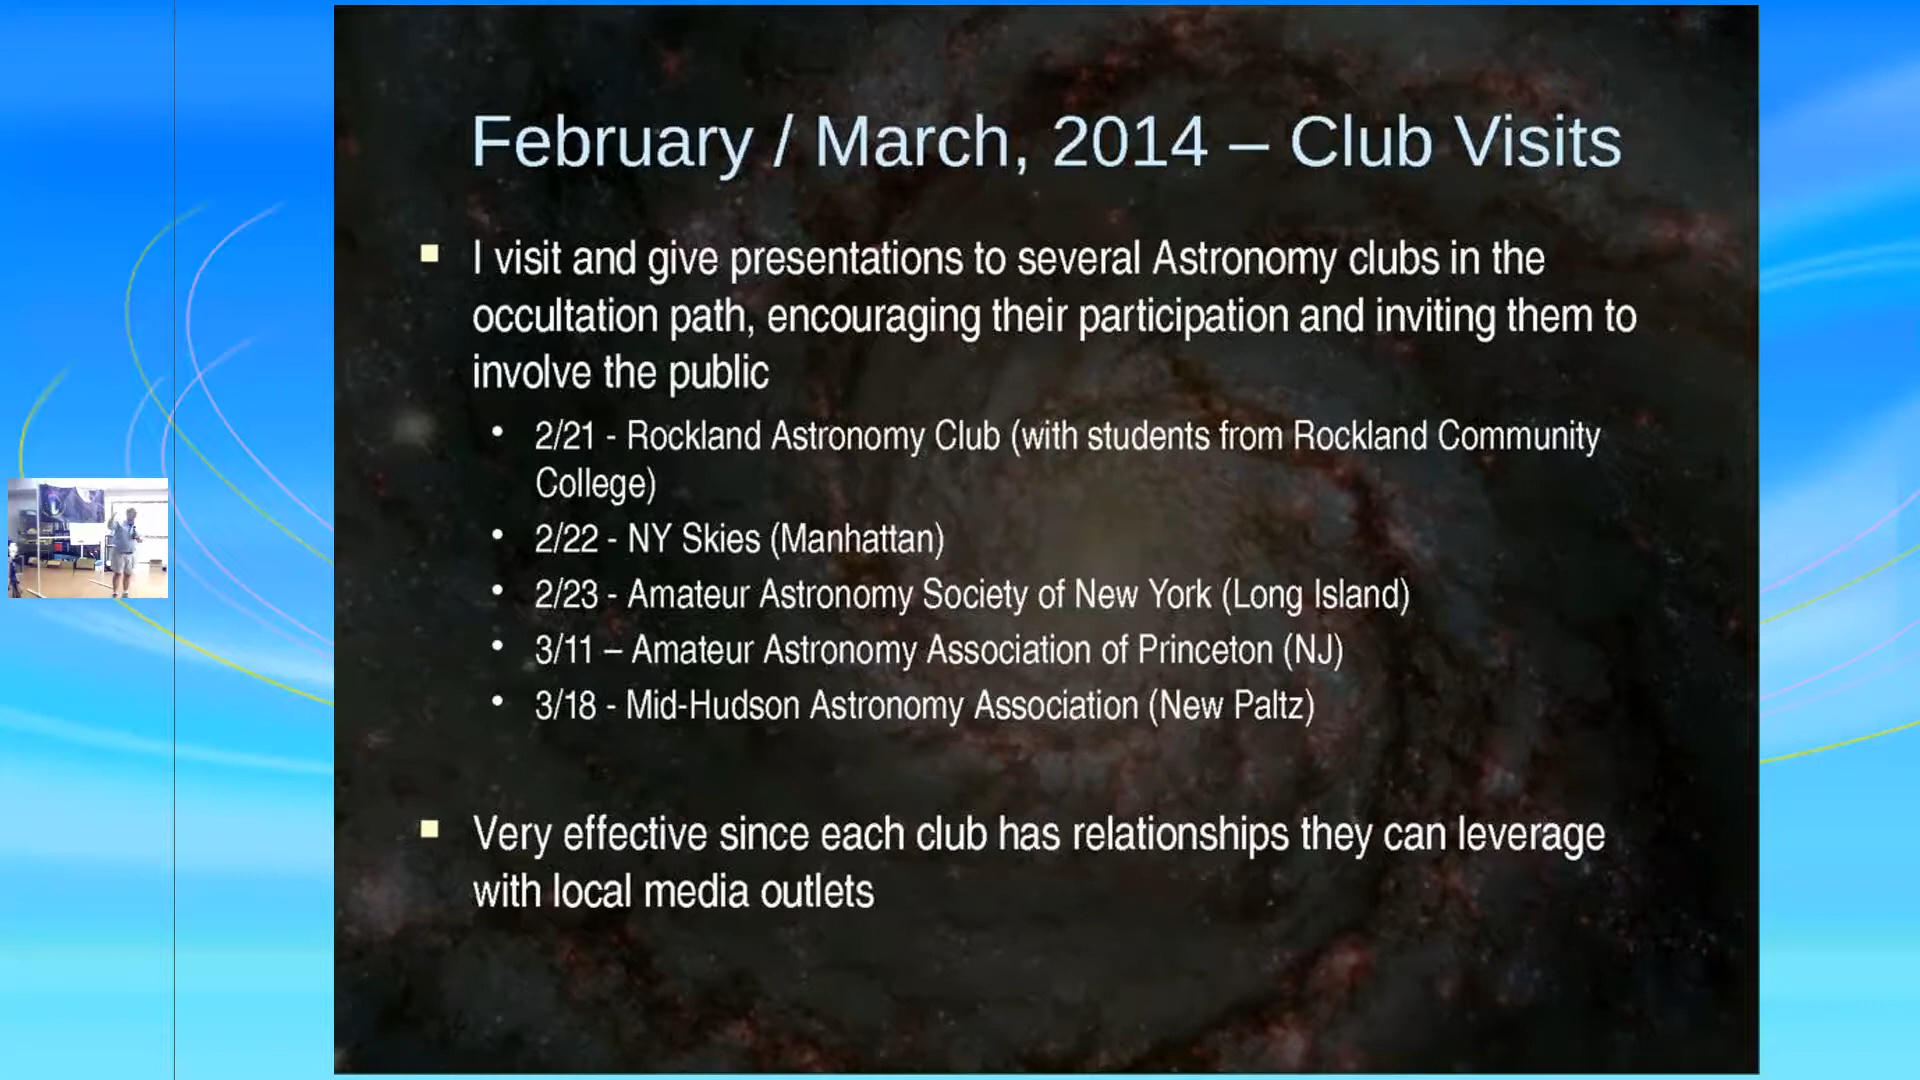 February / March, 2014 – Club Visits
I visit and give presentations to several Astronomy clubs in the
occultation path, encouraging their participation and inviting them to
involve the public
2/21 - Rockland Astronomy Club (with students from Rockland Community
College)
2/22 - NY Skies (Manhattan)
2/23 - Amateur Astronomy Society of New York (Long Island)
3/11 – Amateur Astronomy Association of Princeton (NJ)
3/18 - Mid-Hudson Astronomy Association (New Paltz)
Very effective since each club has relationships they can leverage
with local media outlets